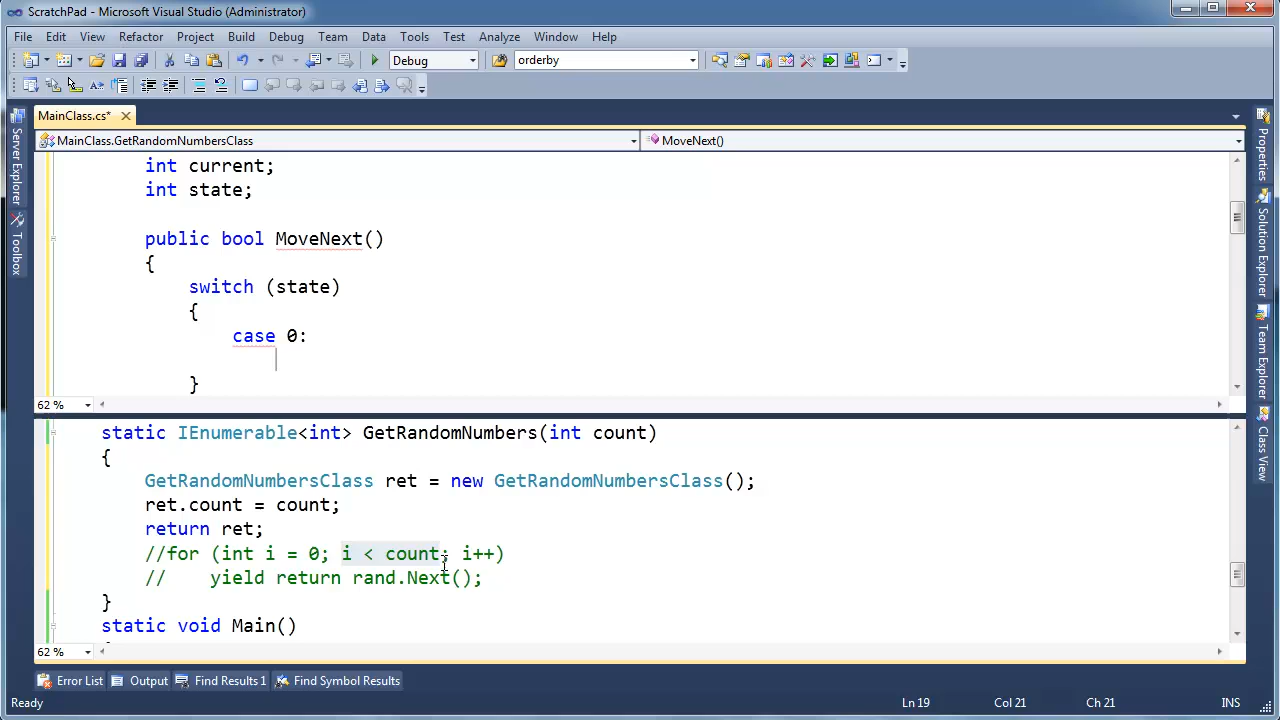 ScratchPad - Microsoft Visual Studio (Administrator)
File Edit View Refactor Project Build Debug Team Data Tools Test Analyze Window Help
Debug orderby
MainClass.cs*
MainClass.GetRandomNumbersClass MoveNext()
int current;
int state;
public bool MoveNext()
{
switch (state)
{
case 0:
}
62 %
static IEnumerable<int> GetRandomNumbers(int count)
{
GetRandomNumbersClass ret = new GetRandomNumbersClass();
ret.count = count;
return ret;
//for (int i = 0; i < count; i++)
// yield return rand.Next();
}
static void Main()
62 %
Error List Output Find Results 1 Find Symbol Results
Ready Ln 19 Col 21 Ch 21 INS
Server Explorer
Toolbox
Properties
Solution Explorer
Team Explorer
Class View